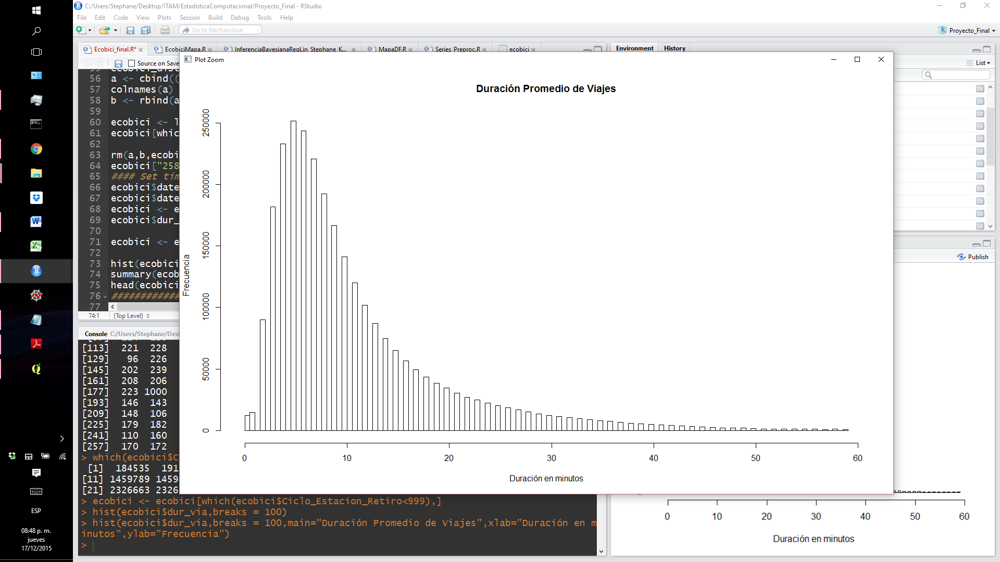 C:/Users/Stephane/Desktop/ITAM/EstadisticaComputacional/Proyecto_Final - RStudio
File Edit Code View Plots Session Build Debug Tools Help
Go to file/function
Proyecto_Final
Ecobici_final.R*
EcobiciMapa.R
InferenciaBayesianaRegLin_Stephane_K...
MapaDF.R
Series_Preproc.R
ecobici
Environment History
Source on Save
List
Plot Zoom
56 a <- cbind((
57 colnames(a)
58 b <- rbind(a
59
60 ecobici <- l
61 ecobici[whic
62
63 rm(a,b,ecobi
64 ecobici["258
65 #### Set tim
66 ecobici$date
67 ecobici$date
68 ecobici <- e
69 ecobici$dur_
70
71 ecobici <- e
72
73 hist(ecobici
74 summary(ecob
75 head(ecobici
76 ############
77
74:1 (Top Level)
Duración Promedio de Viajes
Frecuencia
250000
200000
150000
100000
50000
0
0 10 20 30 40 50 60
Duración en minutos
Publish
0 10 20 30 40 50 60
Duración en minutos
Console C:/Users/Stephane/Des
[113] 221 228
[129] 96 226
[145] 202 239
[161] 208 206
[177] 223 1000
[193] 146 143
[209] 148 106
[225] 179 182
[241] 110 160
[257] 170 172
> which(ecobici$C
[1] 184535 191
[11] 1459789 1459
[21] 2326663 2326
> ecobici <- ecobici[which(ecobici$Ciclo_Estacion_Retiro<999),]
> hist(ecobici$dur_via,breaks = 100)
> hist(ecobici$dur_via,breaks = 100,main="Duración Promedio de Viajes",xlab="Duración en m
inutos",ylab="Frecuencia")
>
ESP
08:48 p. m.
jueves
17/12/2015